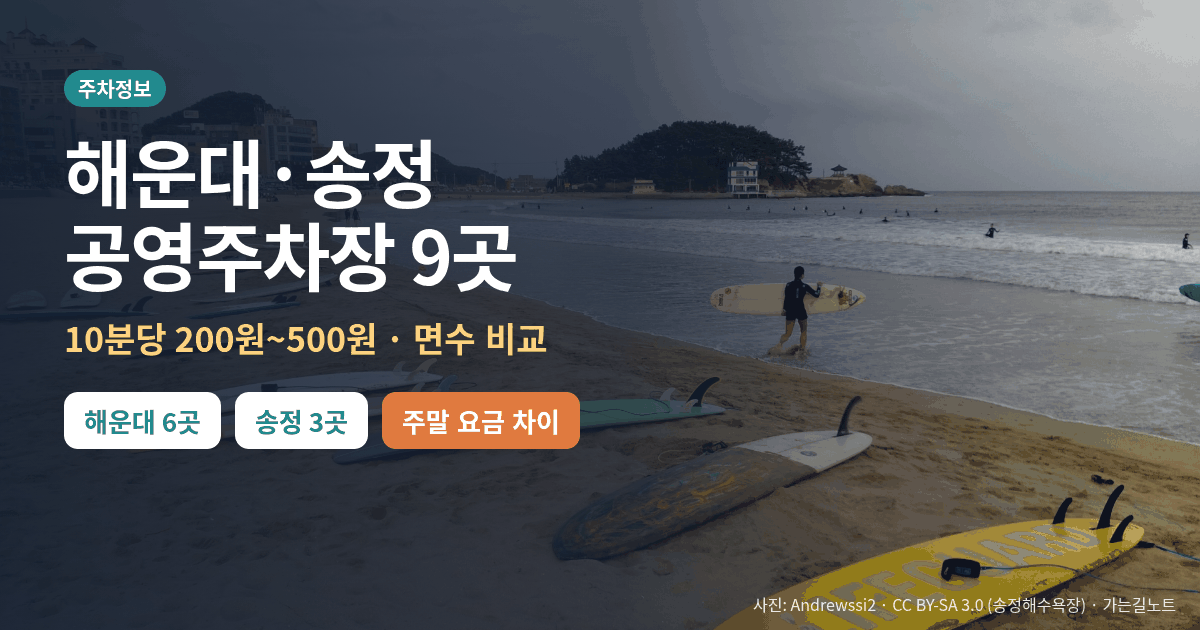 주차정보
해운대·송정
공영주차장 9곳
10분당 200원~500원 · 면수 비교
해운대 6곳
송정 3곳
주말 요금 차이
사진: Andrewssi2 · CC BY-SA 3.0 (송정해수욕장) · 가는길노트